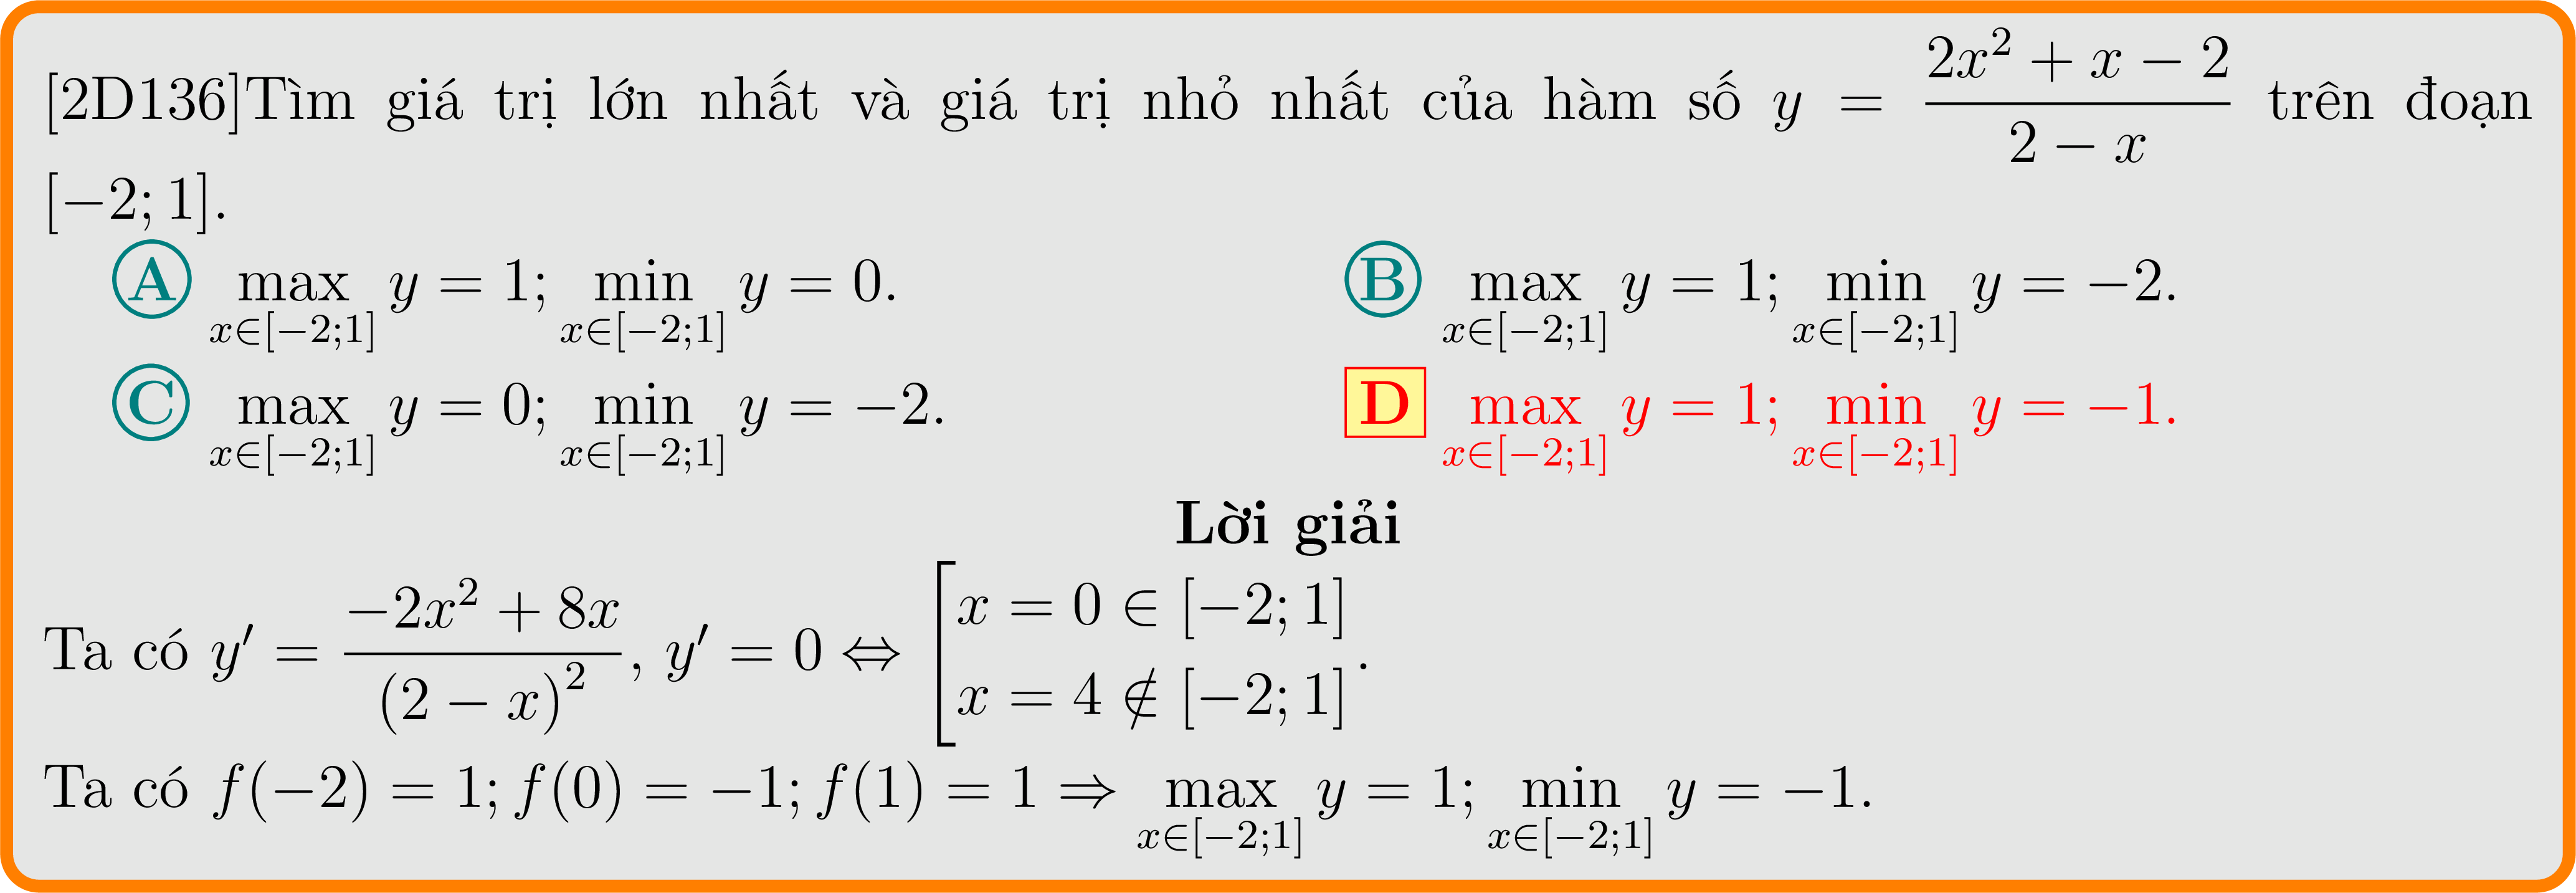 [2D136]Tìm giá trị lớn nhất và giá trị nhỏ nhất của hàm số $y = \dfrac{2x^2 + x - 2}{2 - x}$ trên đoạn
$[-2; 1]$.
Ⓐ $\max\limits_{x \in [-2;1]} y = 1; \min\limits_{x \in [-2;1]} y = 0$. Ⓑ $\max\limits_{x \in [-2;1]} y = 1; \min\limits_{x \in [-2;1]} y = -2$.
Ⓒ $\max\limits_{x \in [-2;1]} y = 0; \min\limits_{x \in [-2;1]} y = -2$. D $\max\limits_{x \in [-2;1]} y = 1; \min\limits_{x \in [-2;1]} y = -1$.
Lời giải
Ta có $y' = \dfrac{-2x^2 + 8x}{(2 - x)^2}$, $y' = 0 \Leftrightarrow \left[\begin{array}{l} x = 0 \in [-2; 1] \\ x = 4 \notin [-2; 1] \end{array}\right.$.
Ta có $f(-2) = 1; f(0) = -1; f(1) = 1 \Rightarrow \max\limits_{x \in [-2;1]} y = 1; \min\limits_{x \in [-2;1]} y = -1$.